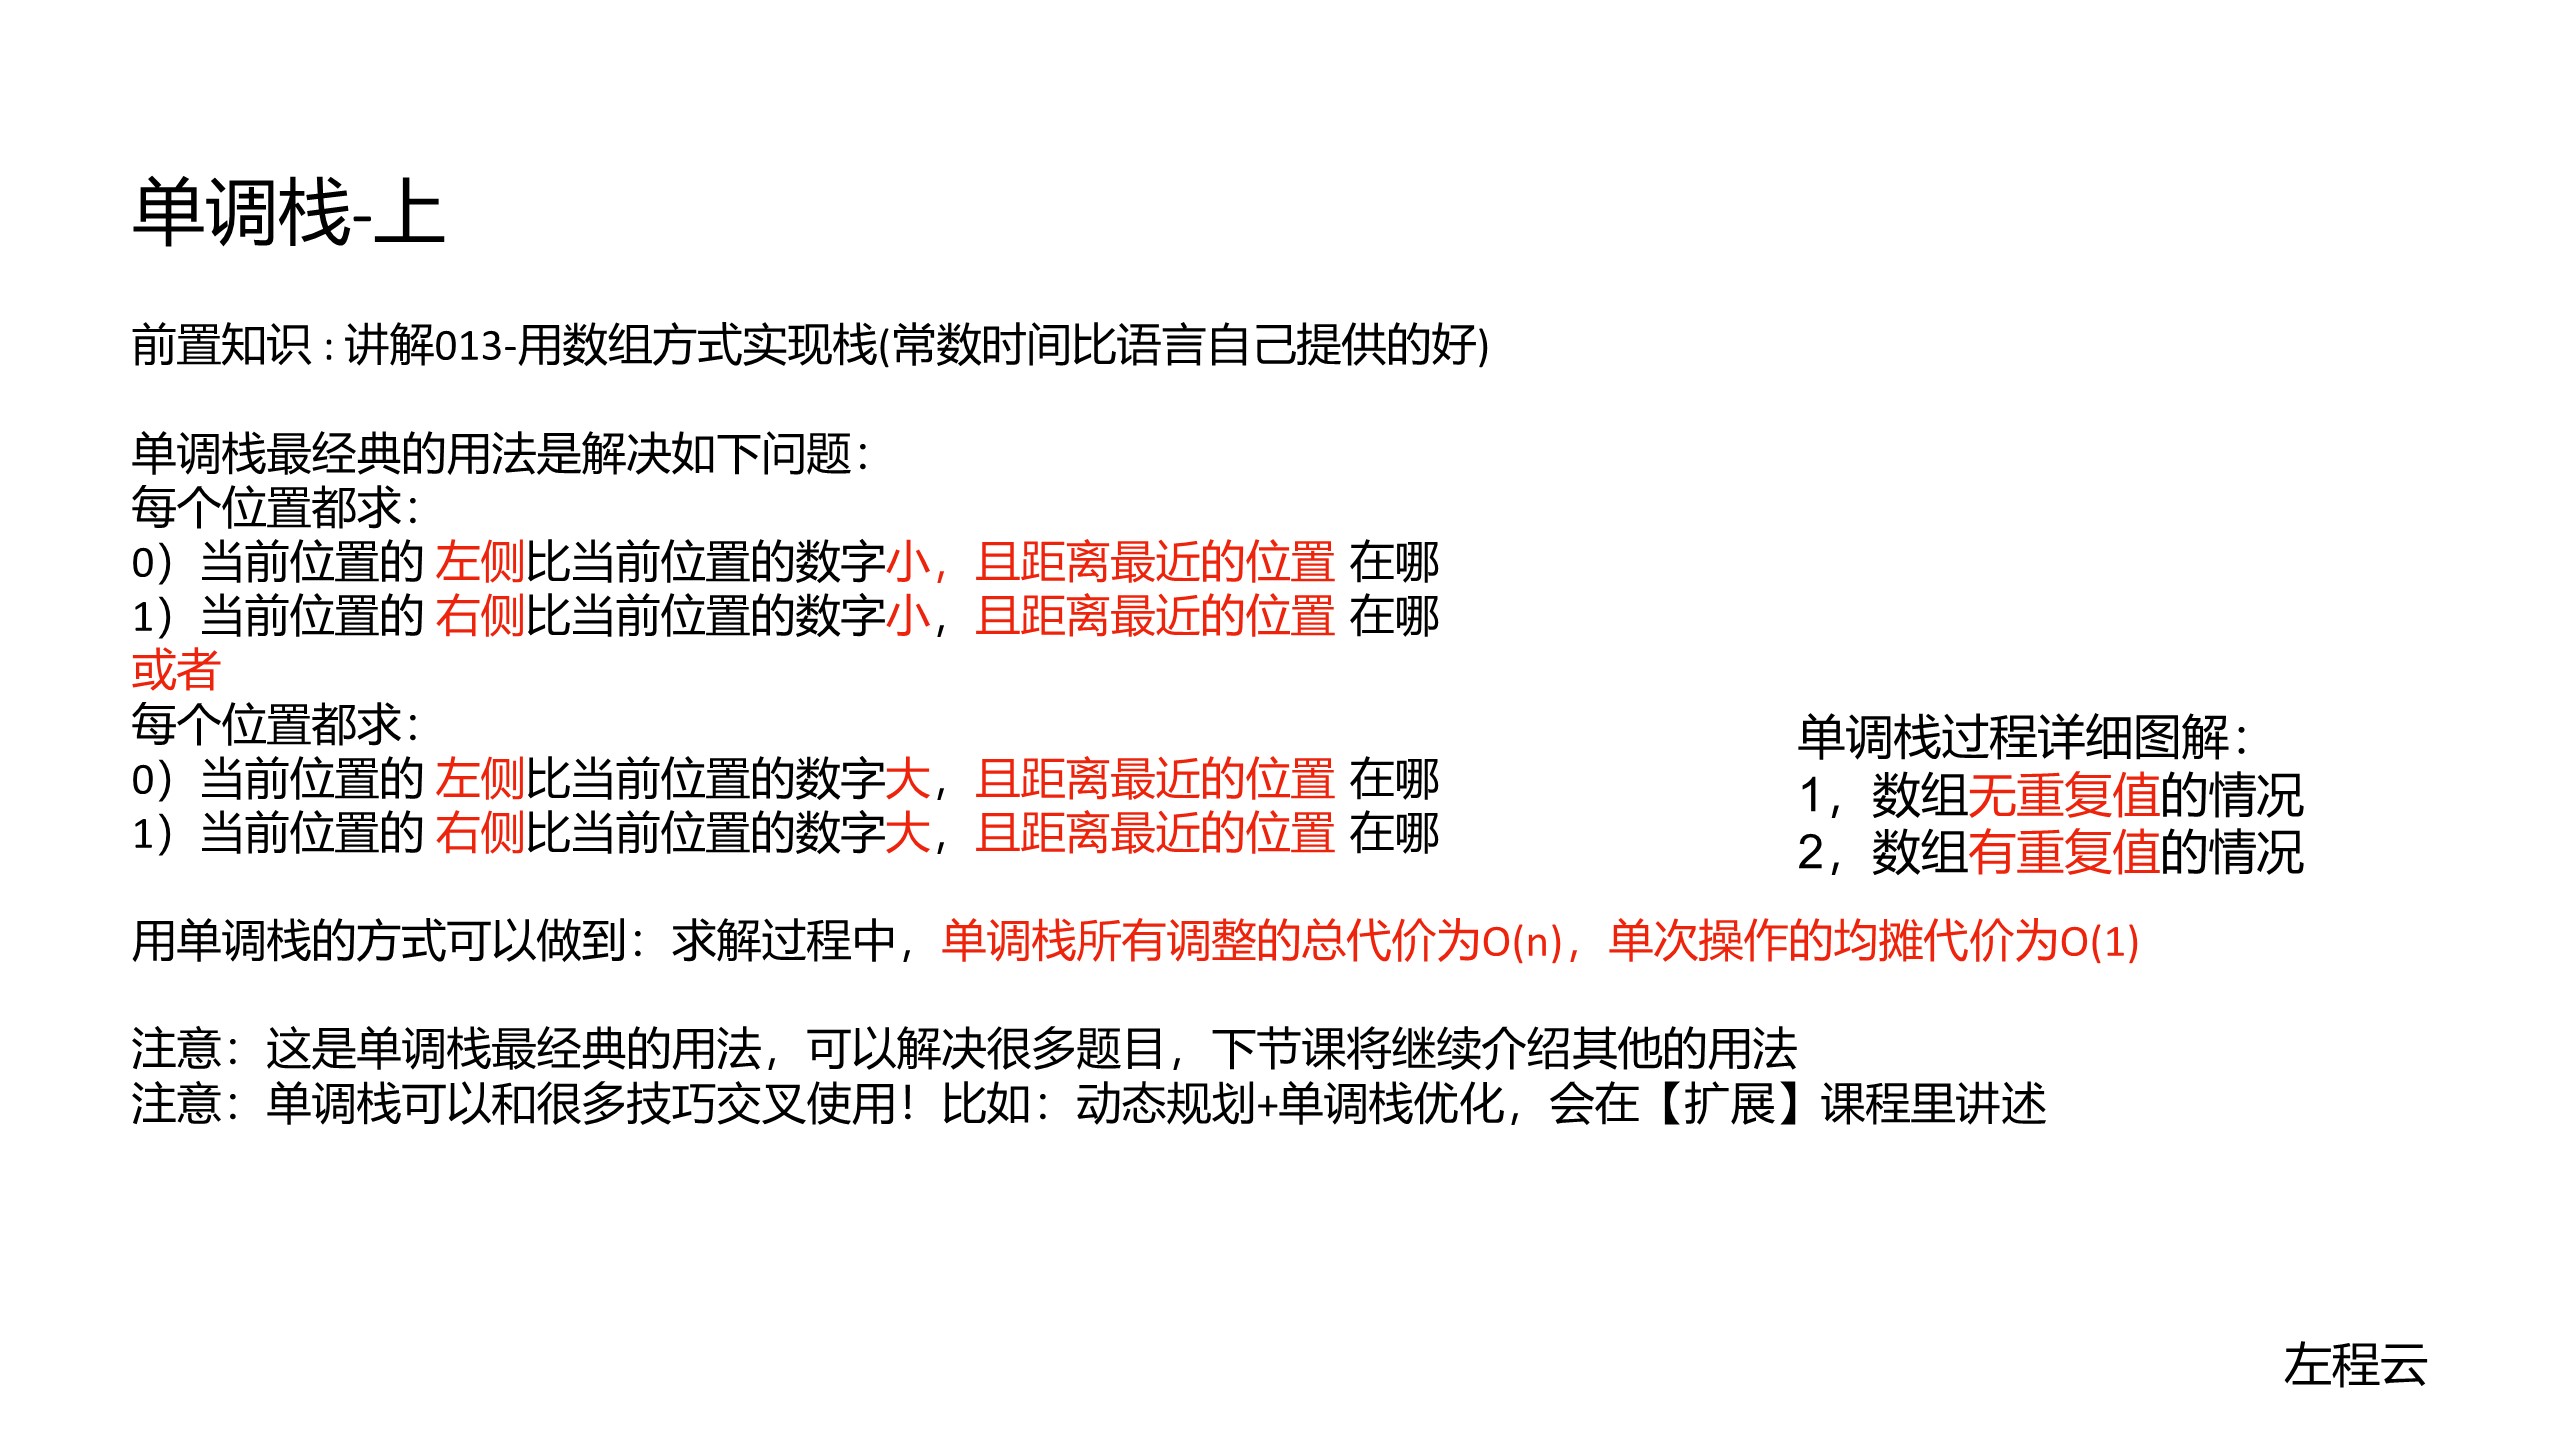 单调栈-上
前置知识 : 讲解013-用数组方式实现栈(常数时间比语言自己提供的好)
单调栈最经典的用法是解决如下问题：
每个位置都求：
0）当前位置的 左侧比当前位置的数字小，且距离最近的位置 在哪
1）当前位置的 右侧比当前位置的数字小，且距离最近的位置 在哪
或者
每个位置都求：
0）当前位置的 左侧比当前位置的数字大，且距离最近的位置 在哪
1）当前位置的 右侧比当前位置的数字大，且距离最近的位置 在哪
单调栈过程详细图解：
1，数组无重复值的情况
2，数组有重复值的情况
用单调栈的方式可以做到：求解过程中，单调栈所有调整的总代价为O(n)，单次操作的均摊代价为O(1)
注意：这是单调栈最经典的用法，可以解决很多题目，下节课将继续介绍其他的用法
注意：单调栈可以和很多技巧交叉使用！比如：动态规划+单调栈优化，会在【扩展】课程里讲述
左程云